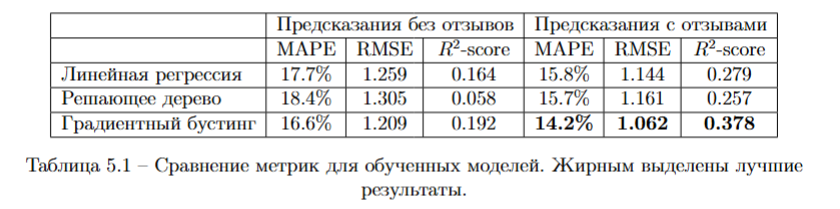 Предсказания без отзывов Предсказания с отзывами
MAPE RMSE R²-score MAPE RMSE R²-score
Линейная регрессия 17.7% 1.259 0.164 15.8% 1.144 0.279
Решающее дерево 18.4% 1.305 0.058 15.7% 1.161 0.257
Градиентный бустинг 16.6% 1.209 0.192 14.2% 1.062 0.378
Таблица 5.1 – Сравнение метрик для обученных моделей. Жирным выделены лучшие
результаты.